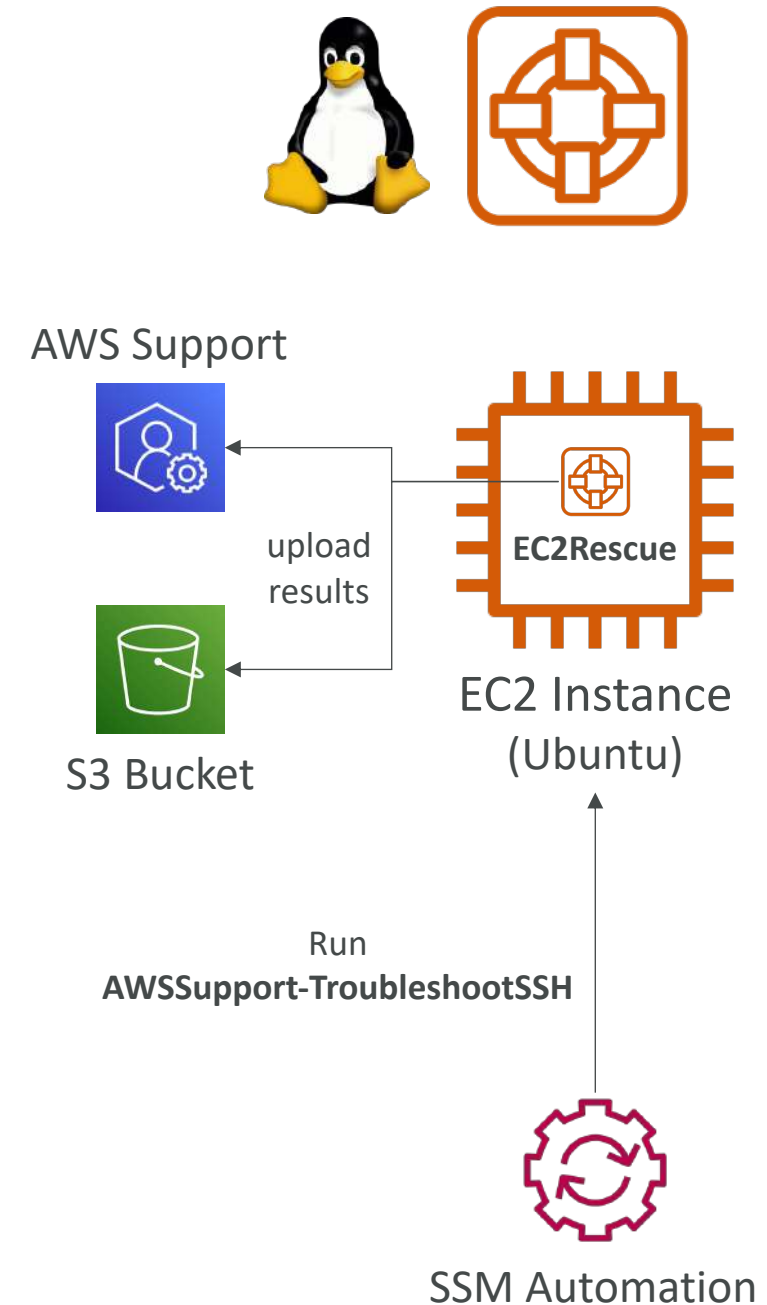 AWS Support
upload
results
EC2Rescue
S3 Bucket
EC2 Instance
(Ubuntu)
Run
AWSSupport-TroubleshootSSH
SSM Automation